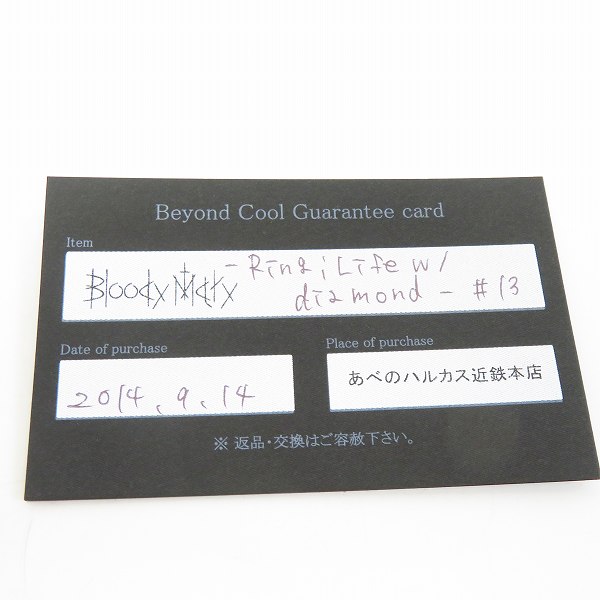 Beyond Cool Guarantee card
Item
Bloody Mary - Ring ; Life w/
diamond - #13
Date of purchase
2014. 9. 14
Place of purchase
あべのハルカス近鉄本店
※ 返品・交換はご容赦下さい。